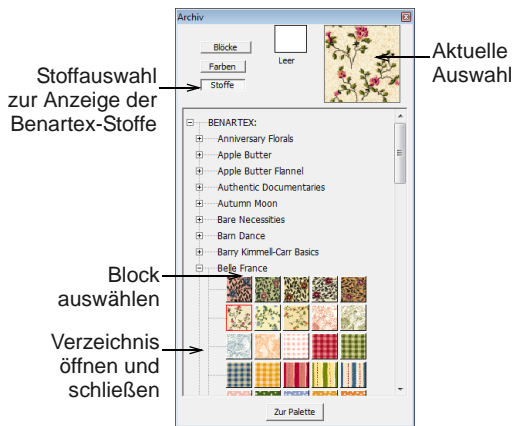 Archiv
Blöcke
Farben
Stoffe
Leer
Aktuelle
Auswahl
Stoffauswahl
zur Anzeige der
Benartex-Stoffe
BENARTEX:
Anniversary Florals
Apple Butter
Apple Butter Flannel
Authentic Documentaries
Autumn Moon
Bare Necessities
Barn Dance
Barry Kimmell-Carr Basics
Belle France
Block
auswählen
Verzeichnis
öffnen und
schließen
Zur Palette